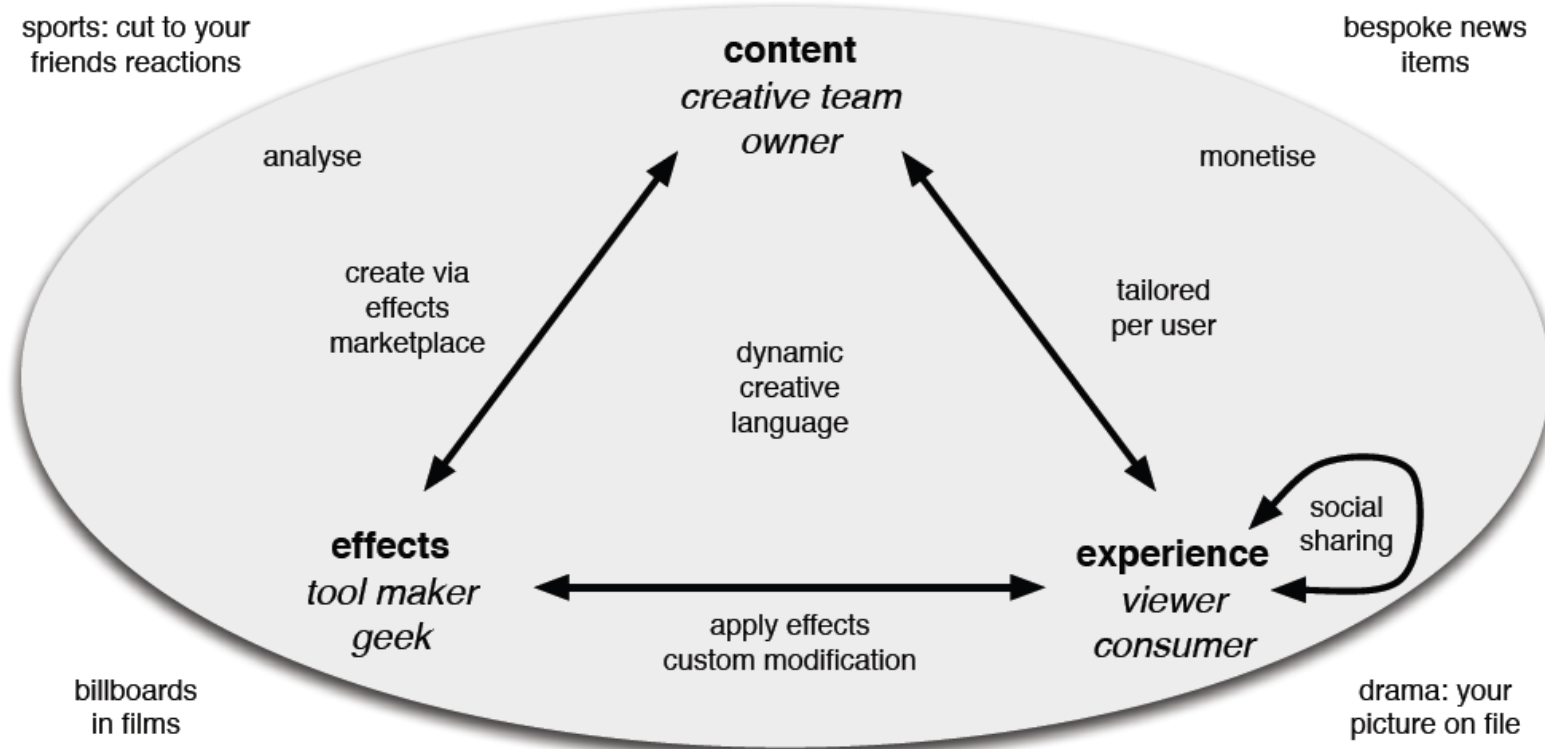 sports: cut to your
friends reactions
bespoke news
items
content
creative team
owner
analyse
monetise
create via
effects
marketplace
tailored
per user
dynamic
creative
language
effects
tool maker
geek
experience
viewer
consumer
social
sharing
apply effects
custom modification
billboards
in films
drama: your
picture on file